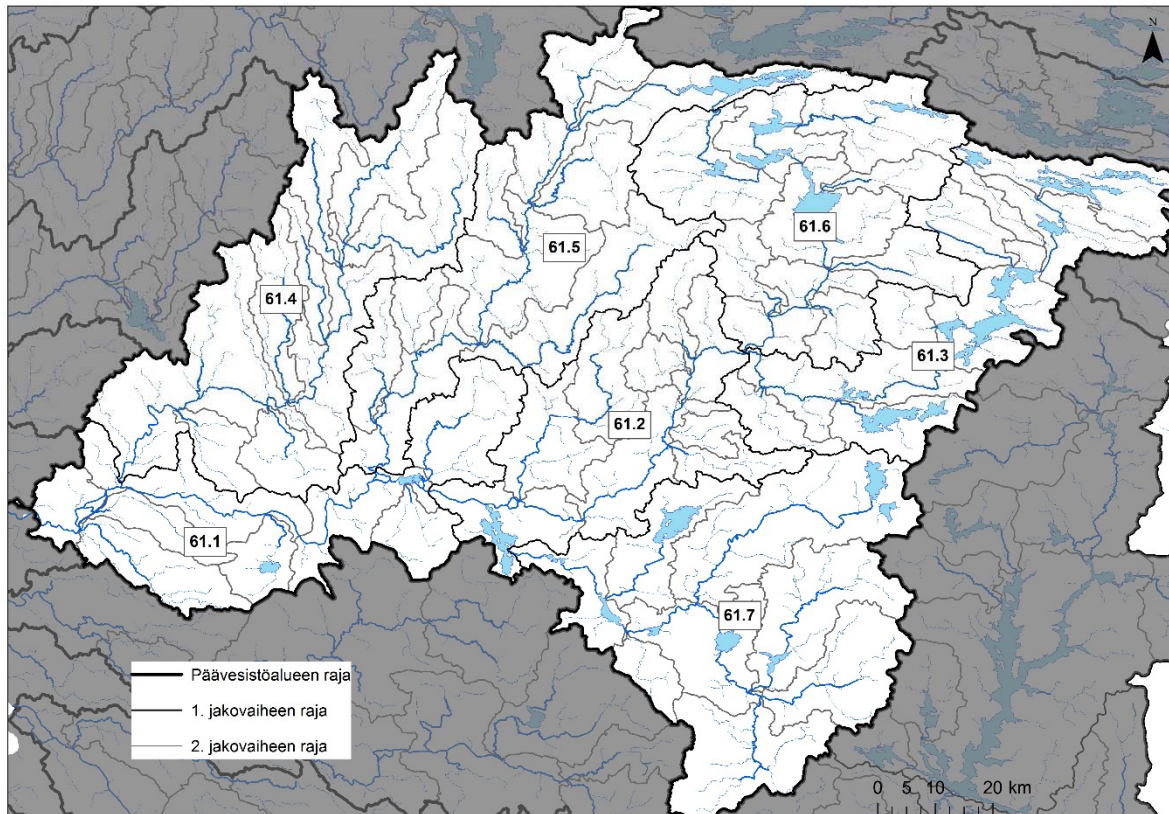 N
61.6
61.5
61.4
61.3
61.2
61.1
61.7
Päävesistöalueen raja
1. jakovaiheen raja
2. jakovaiheen raja
0 5 10 20 km